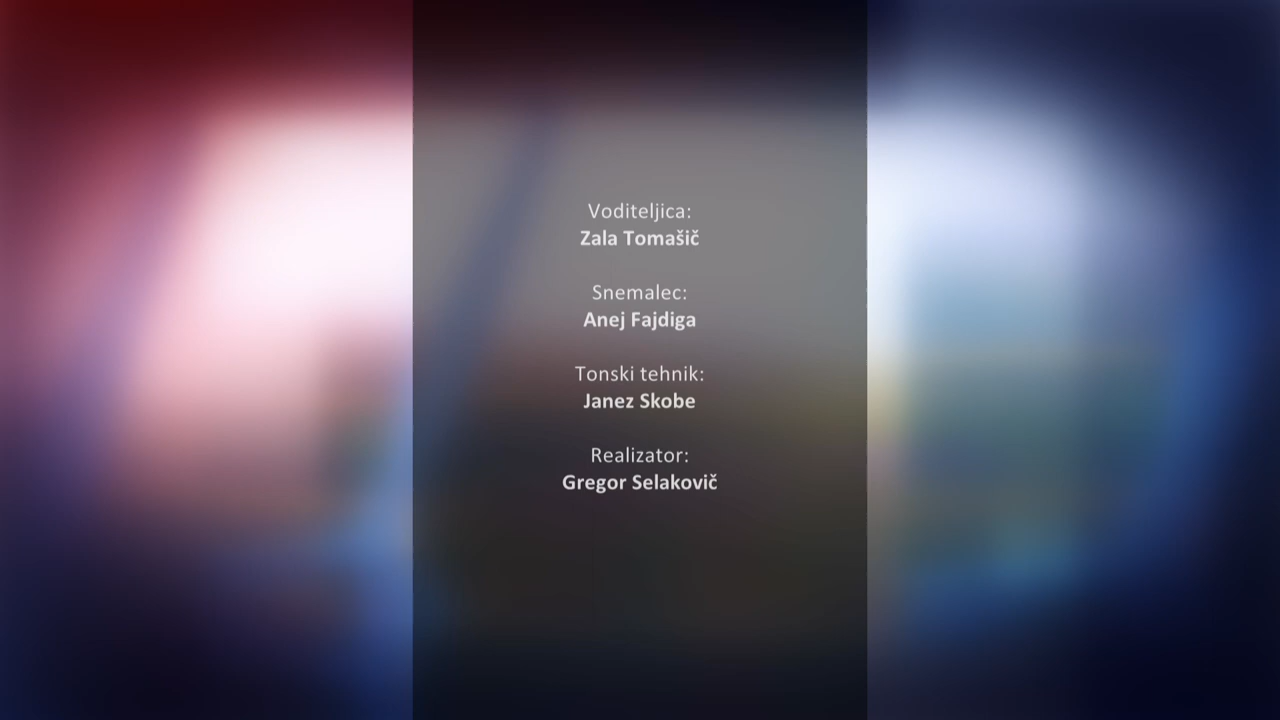 Voditeljica:
Zala Tomašič
Snemalec:
Anej Fajdiga
Tonski tehnik:
Janez Skobe
Realizator:
Gregor Selakovič